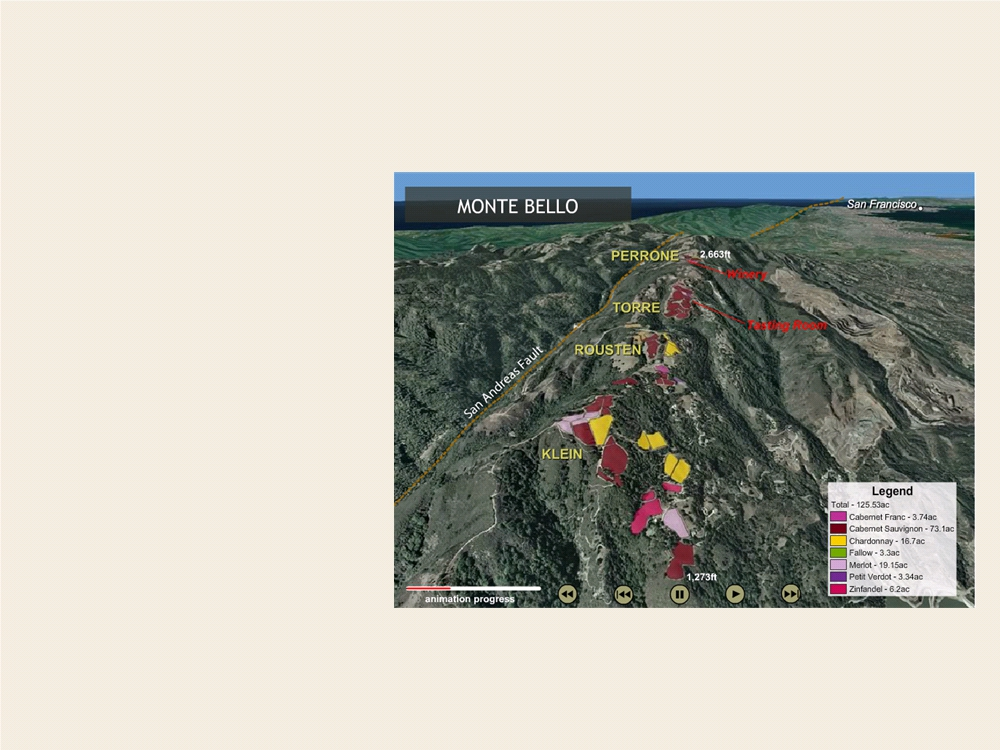 MONTE BELLO
San Francisco
PERRONE
2,663ft
Winery
TORRE
Tasting Room
ROUSTEN
San Andreas Fault
KLEIN
Legend
Total - 125.53ac
Cabernet Franc - 3.74ac
Cabernet Sauvignon - 73.1ac
Chardonnay - 16.7ac
Fallow - 3.3ac
Merlot - 19.15ac
Petit Verdot - 3.34ac
Zinfandel - 6.2ac
1,273ft
animation progress